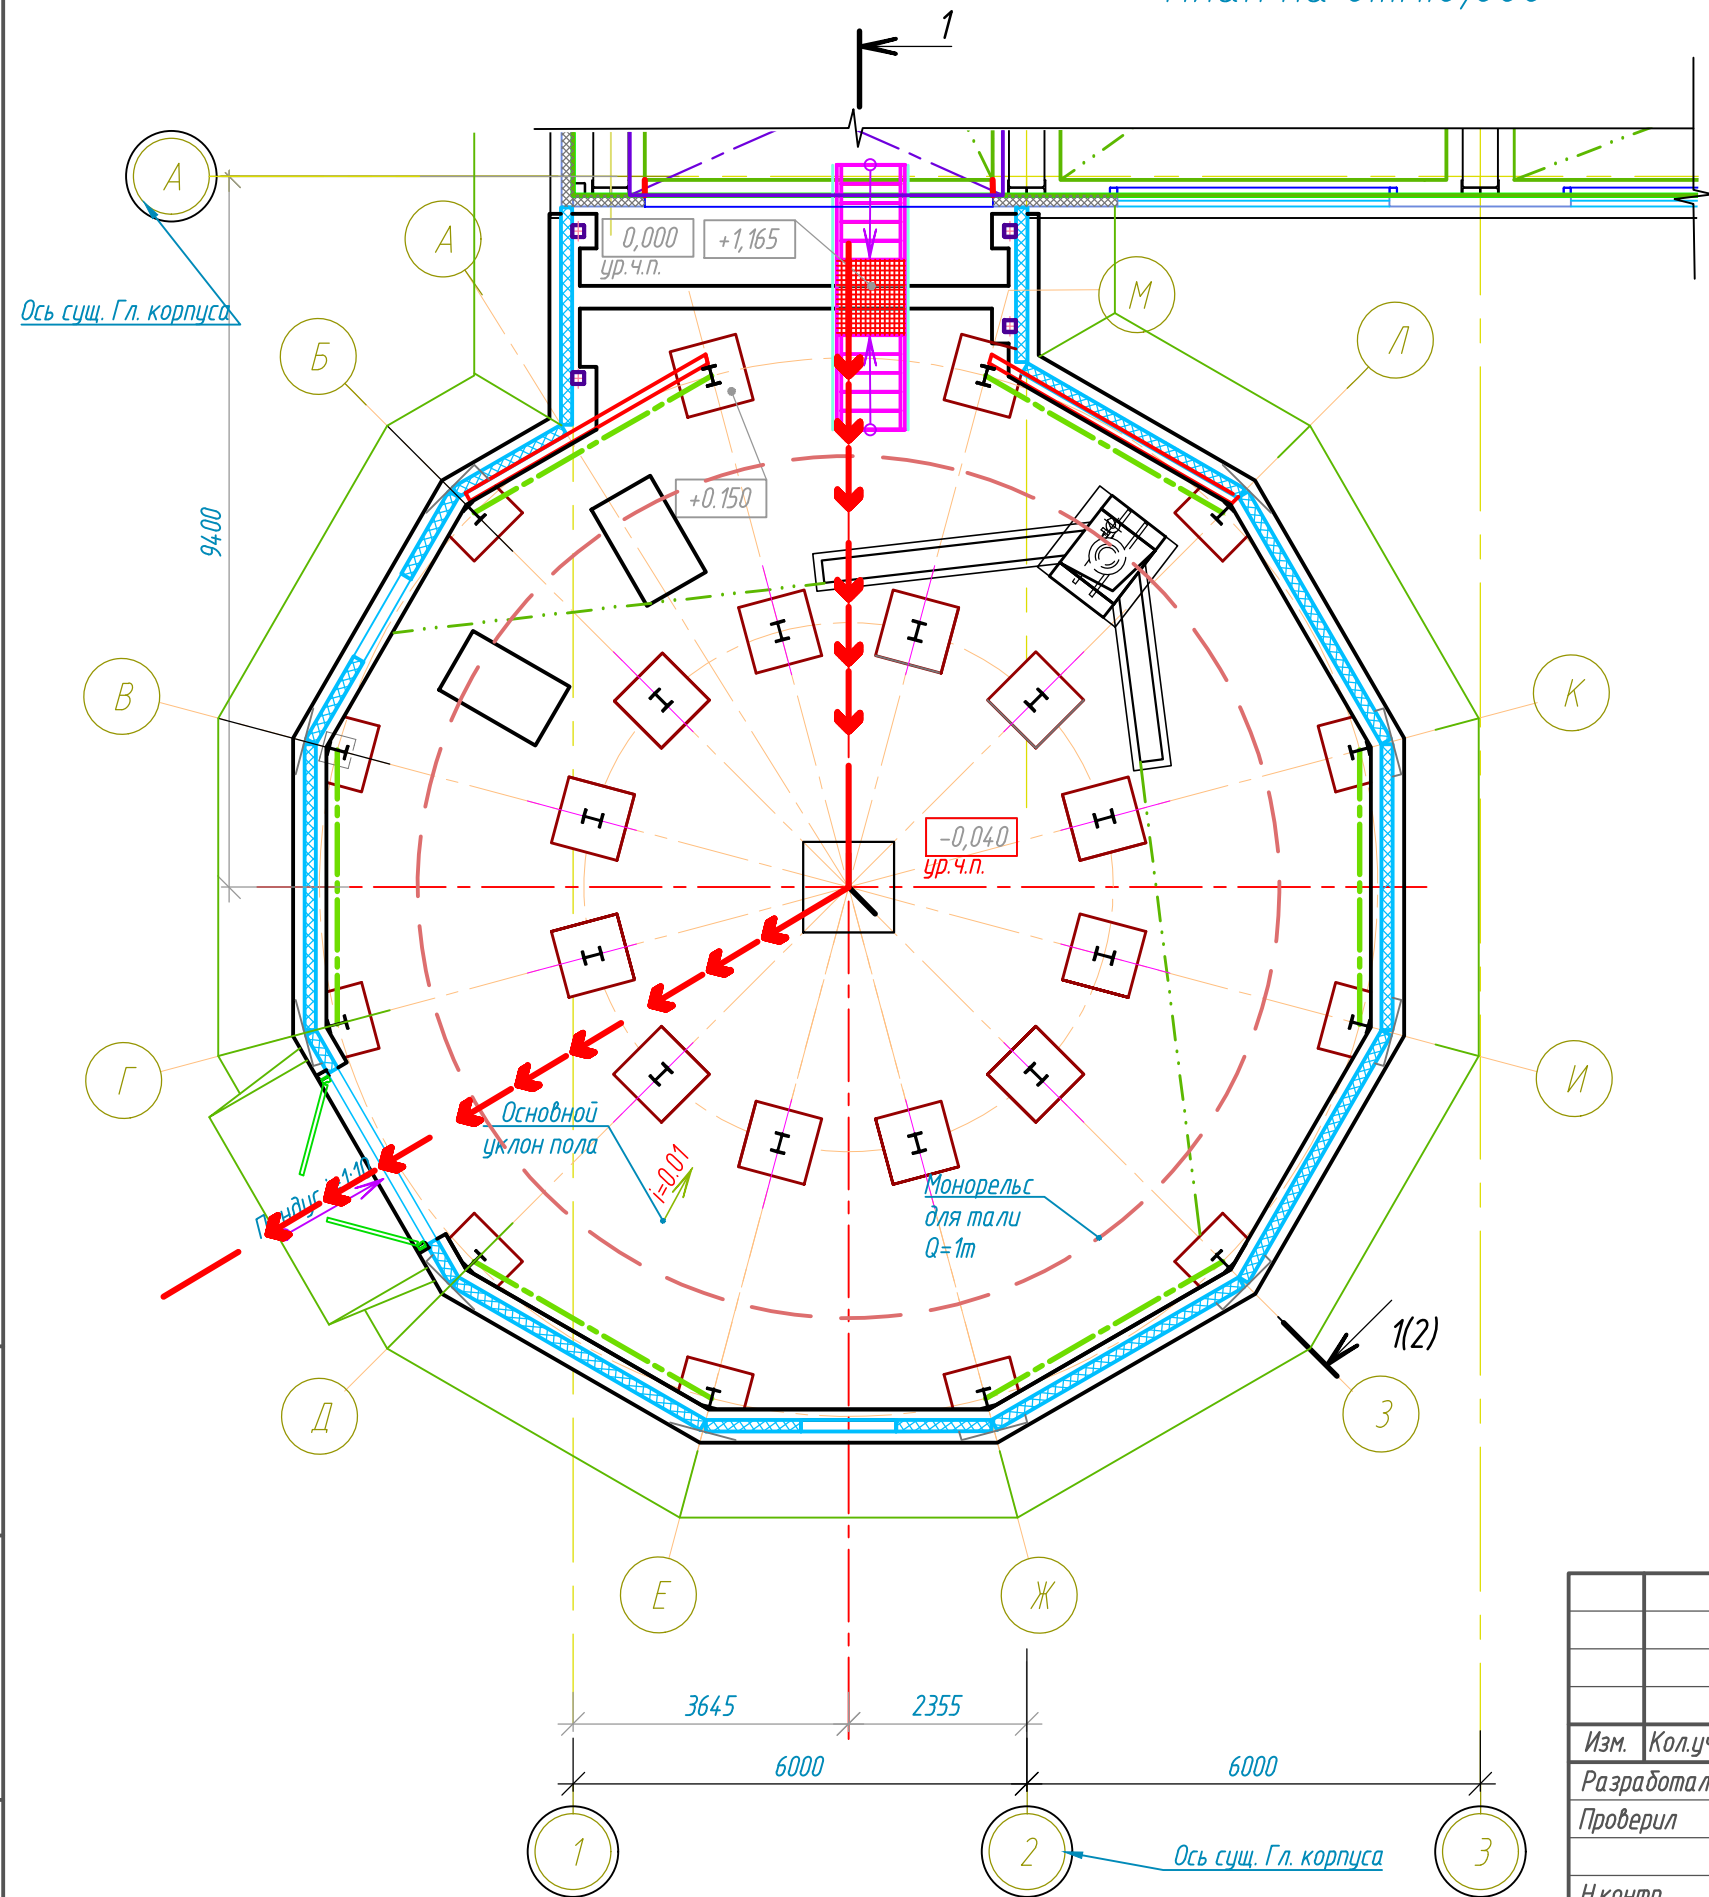 1
А
А
Ось сущ. Гл. корпуса
0,000
ур.ч.п.
+1,165
М
Л
Б
+0.150
9400
В
К
-0,040
ур.ч.п.
Г
И
Основной
уклон пола
i=0.01
Монорельс
для тали
Q=1т
1(2)
Д
З
Е
Ж
3645
2355
6000
6000
1
2
3
Ось сущ. Гл. корпуса
Изм.
Разработал
Проверил